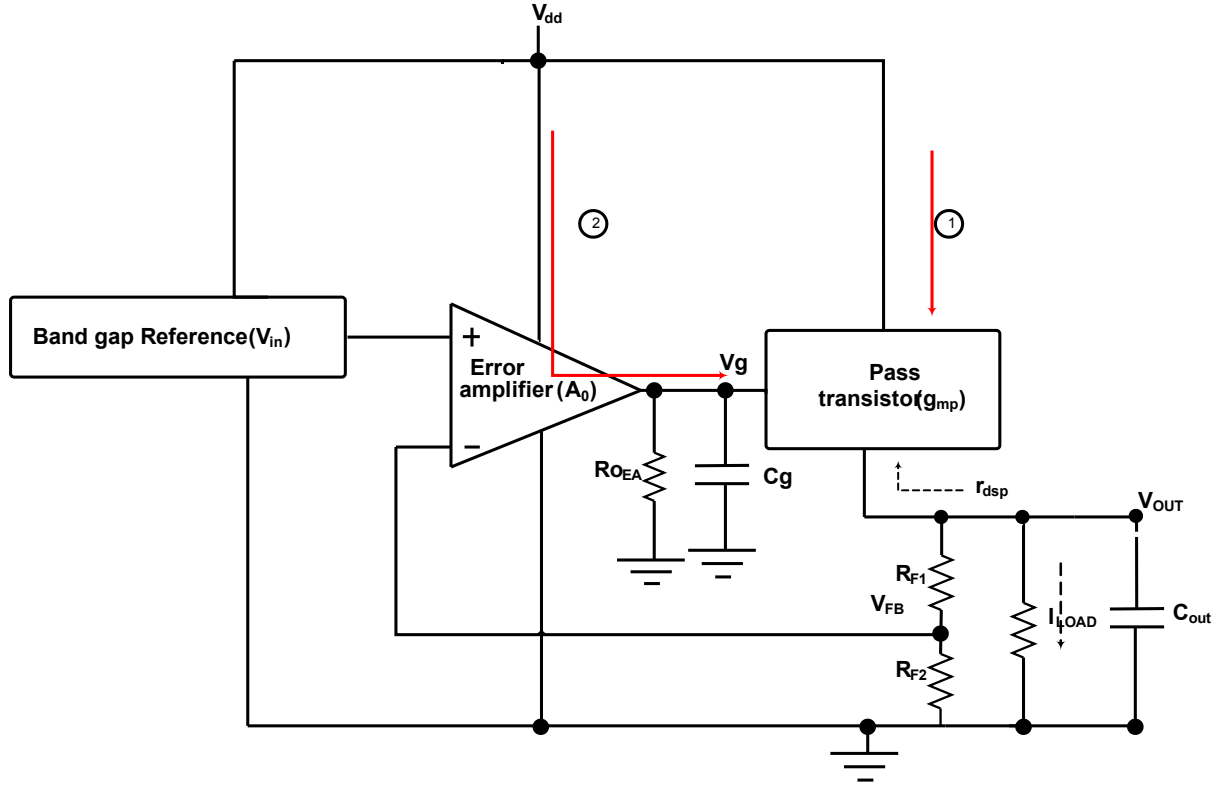 Vdd
2
1
Band gap Reference(Vin)
+
Error
amplifier(A0)
−
Vg
Pass
transistor(gmp)
RoEA
Cg
rdsp
VOUT
RF1
VFB
ILOAD
Cout
RF2